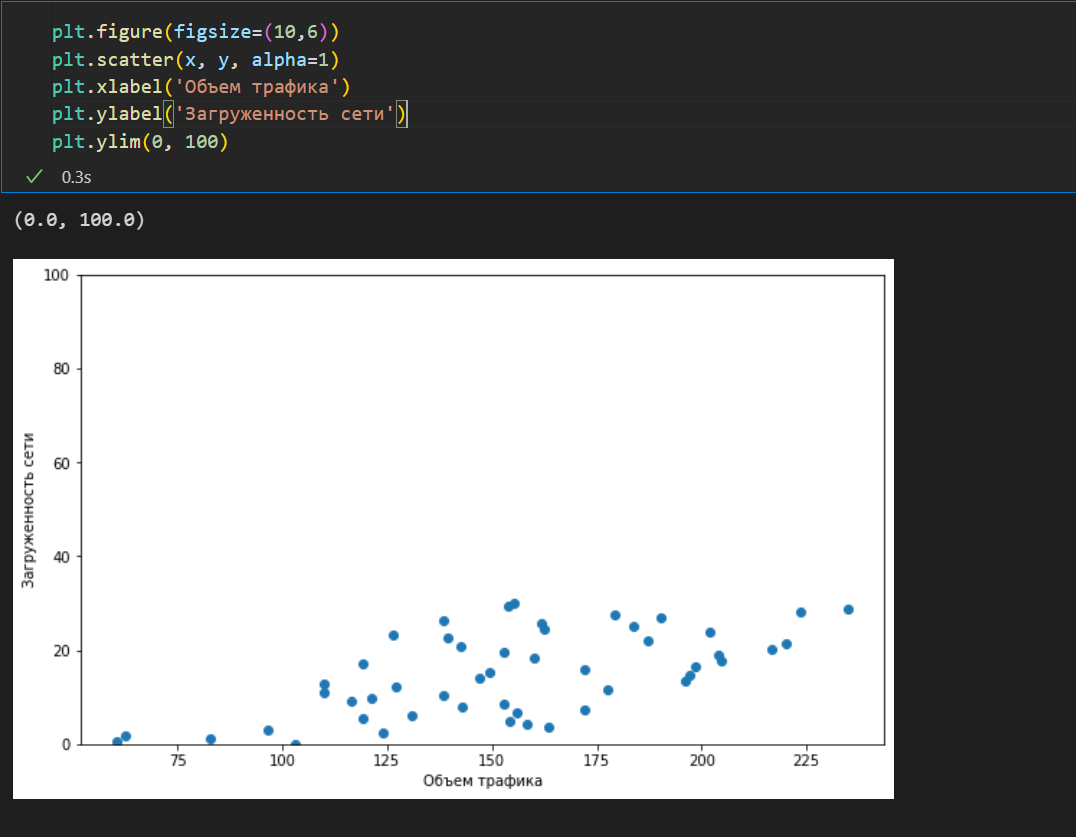 plt.figure(figsize=(10,6))
plt.scatter(x, y, alpha=1)
plt.xlabel('Объем трафика')
plt.ylabel('Загруженность сети')
plt.ylim(0, 100)
0.3s
(0.0, 100.0)
100
80
60
40
20
0
Загруженность сети
75 100 125 150 175 200 225
Объем трафика